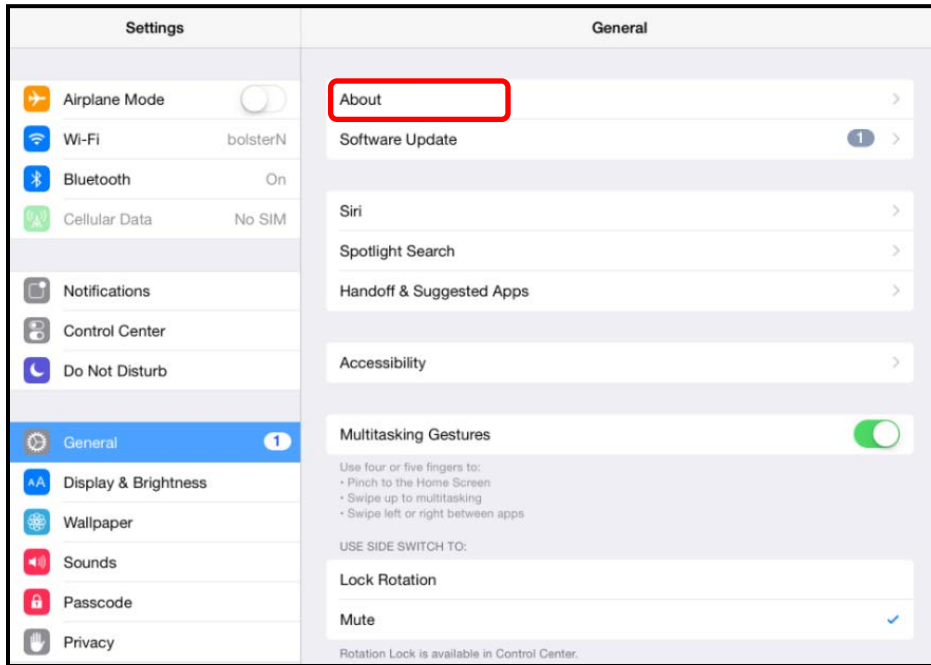 Settings
Airplane Mode
Wi-Fi bolsterN
Bluetooth On
Cellular Data No SIM
Notifications
Control Center
Do Not Disturb
General 1
AA Display & Brightness
Wallpaper
Sounds
Passcode
Privacy
General
About
Software Update 1
Siri
Spotlight Search
Handoff & Suggested Apps
Accessibility
Multitasking Gestures
Use four or five fingers to:
• Pinch to the Home Screen
• Swipe up to multitasking
• Swipe left or right between apps
USE SIDE SWITCH TO:
Lock Rotation
Mute
Rotation Lock is available in Control Center.